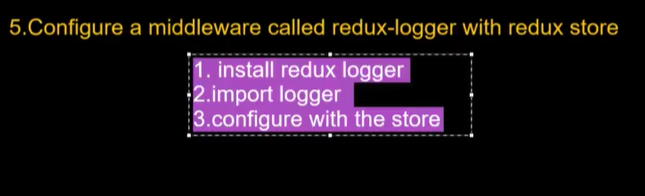 5.Configure a middleware called redux-logger with redux store
1. install redux logger
2.import logger
3.configure with the store